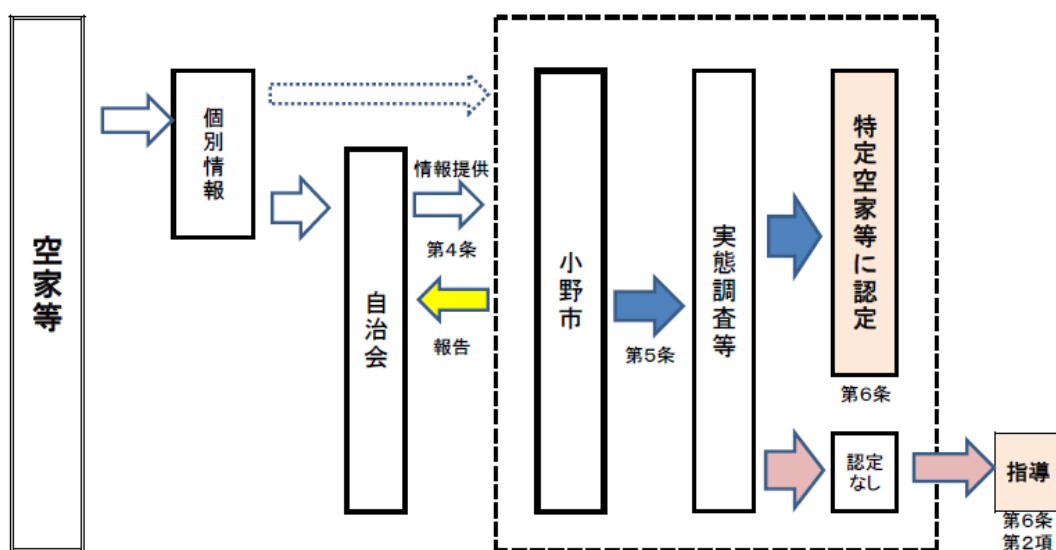 空家等
個別情報
自治会
情報提供
第4条
報告
小野市
第5条
実態調査等
特定空家等に認定
第6条
認定
なし
指導
第6条
第2項